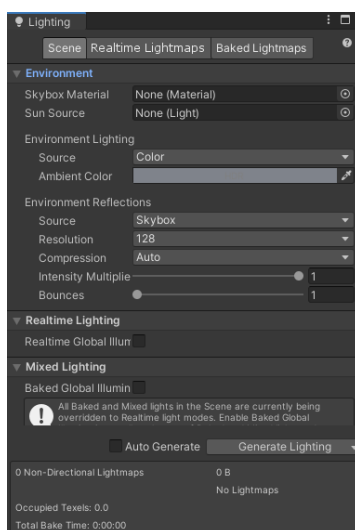 Lighting
Scene Realtime Lightmaps Baked Lightmaps
Environment
Skybox Material None (Material)
Sun Source None (Light)
Environment Lighting
Source Color
Ambient Color
Environment Reflections
Source Skybox
Resolution 128
Compression Auto
Intensity Multiplie 1
Bounces 1
Realtime Lighting
Realtime Global Illum
Mixed Lighting
Baked Global Illumin
All Baked and Mixed lights in the Scene are currently being
overridden to Realtime light modes. Enable Baked Global
Auto Generate Generate Lighting
0 Non-Directional Lightmaps 0 B
No Lightmaps
Occupied Texels: 0.0
Total Bake Time: 0:00:00